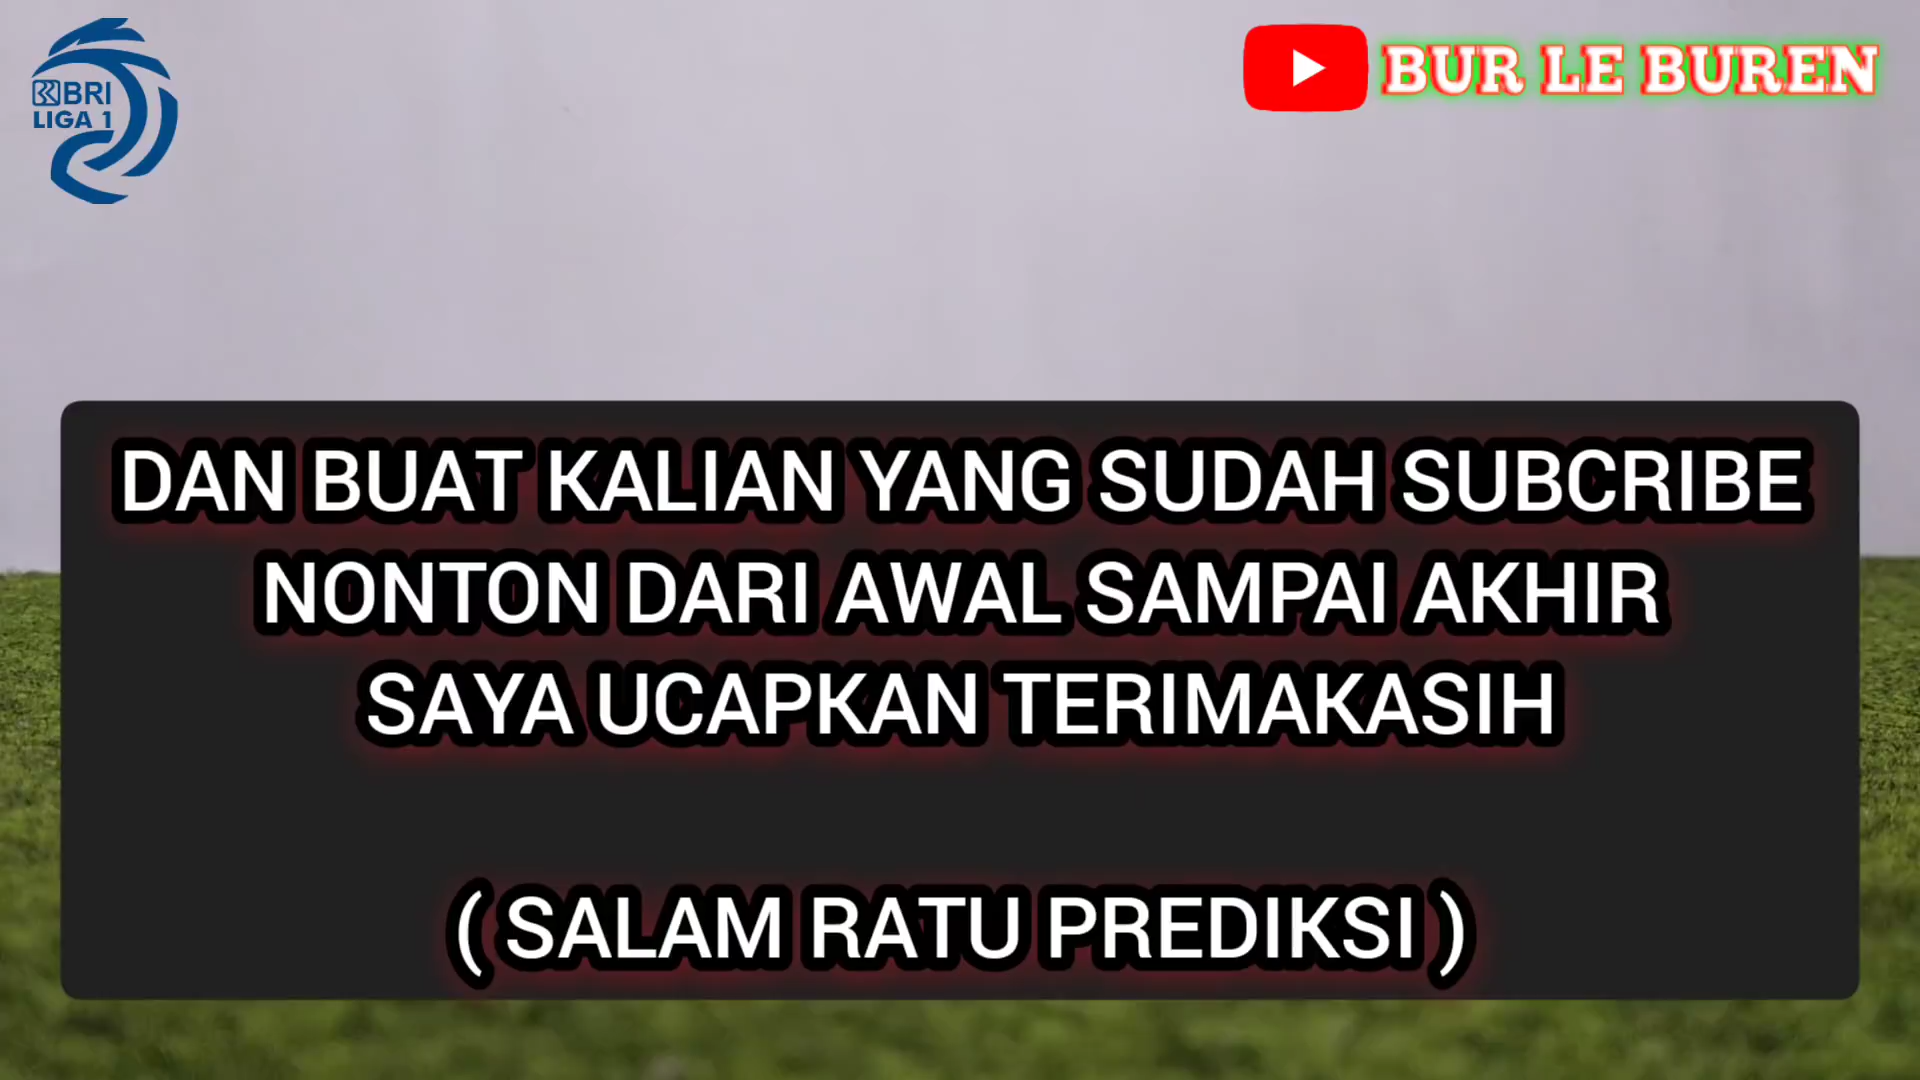 BRI
LIGA 1
BUR LE BUREN
DAN BUAT KALIAN YANG SUDAH SUBCRIBE
NONTON DARI AWAL SAMPAI AKHIR
SAYA UCAPKAN TERIMAKASIH
( SALAM RATU PREDIKSI )